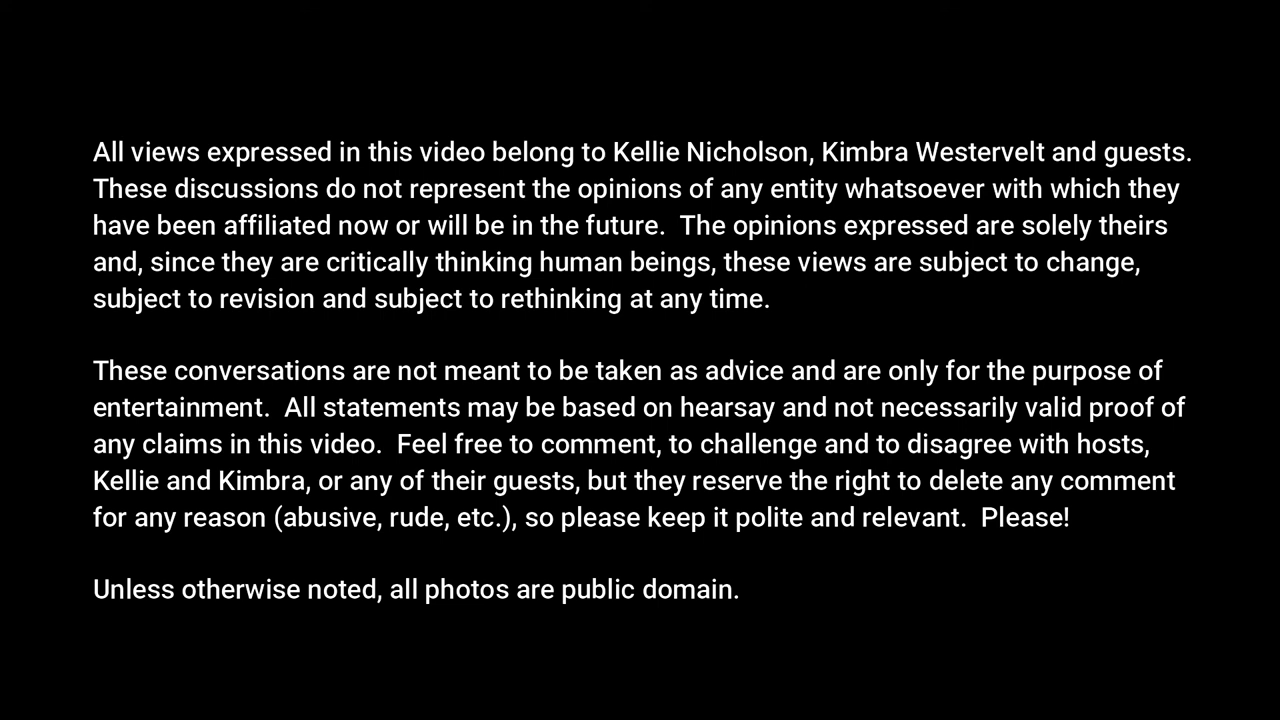 All views expressed in this video belong to Kellie Nicholson, Kimbra Westervelt and guests.
These discussions do not represent the opinions of any entity whatsoever with which they
have been affiliated now or will be in the future.  The opinions expressed are solely theirs
and, since they are critically thinking human beings, these views are subject to change,
subject to revision and subject to rethinking at any time.
These conversations are not meant to be taken as advice and are only for the purpose of
entertainment.  All statements may be based on hearsay and not necessarily valid proof of
any claims in this video.  Feel free to comment, to challenge and to disagree with hosts,
Kellie and Kimbra, or any of their guests, but they reserve the right to delete any comment
for any reason (abusive, rude, etc.), so please keep it polite and relevant.  Please!
Unless otherwise noted, all photos are public domain.